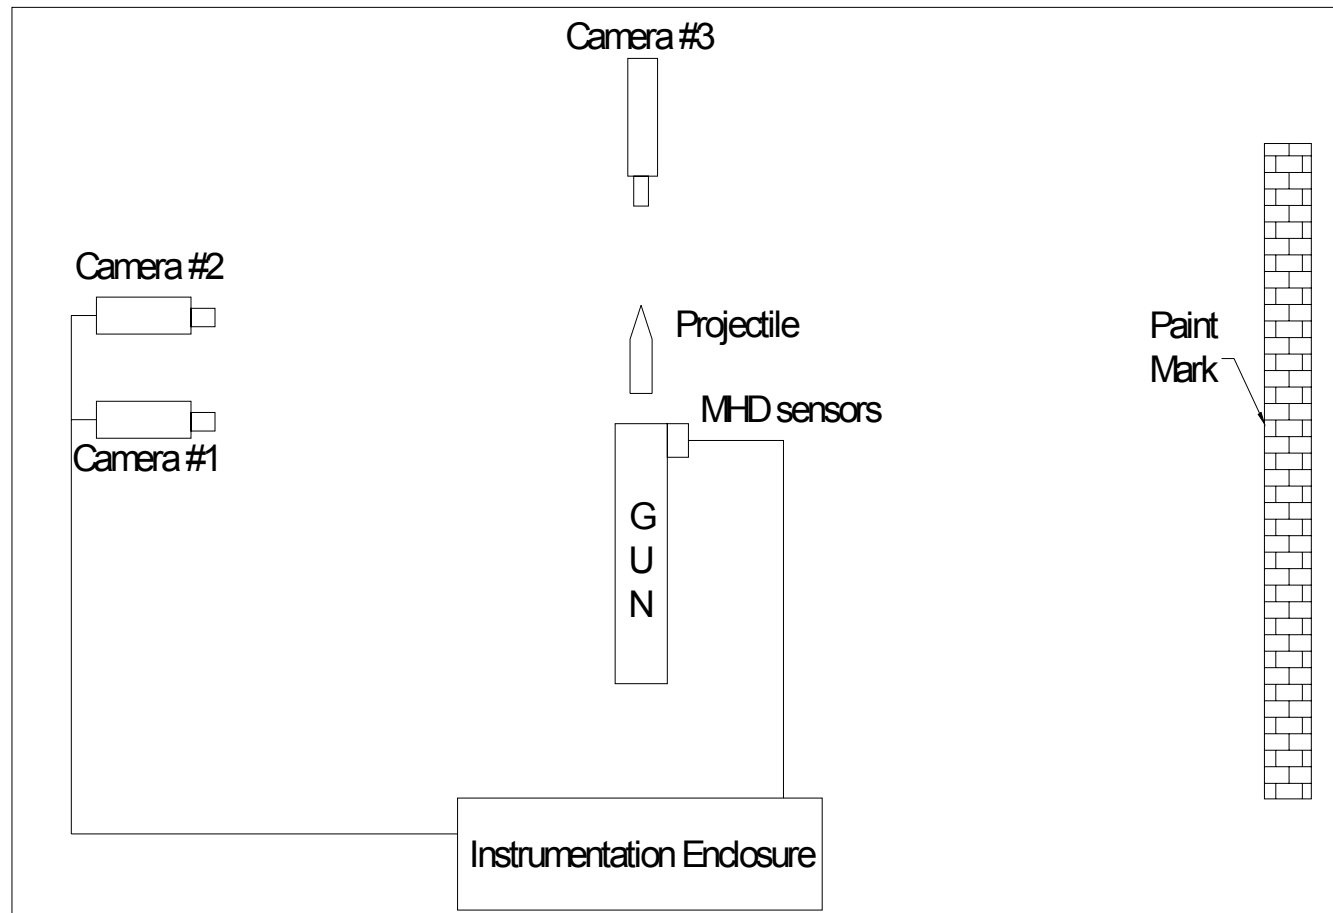 Camera #3
Camera #2
Projectile
Paint
Mark
MHD sensors
Camera #1
G
U
N
Instrumentation Enclosure